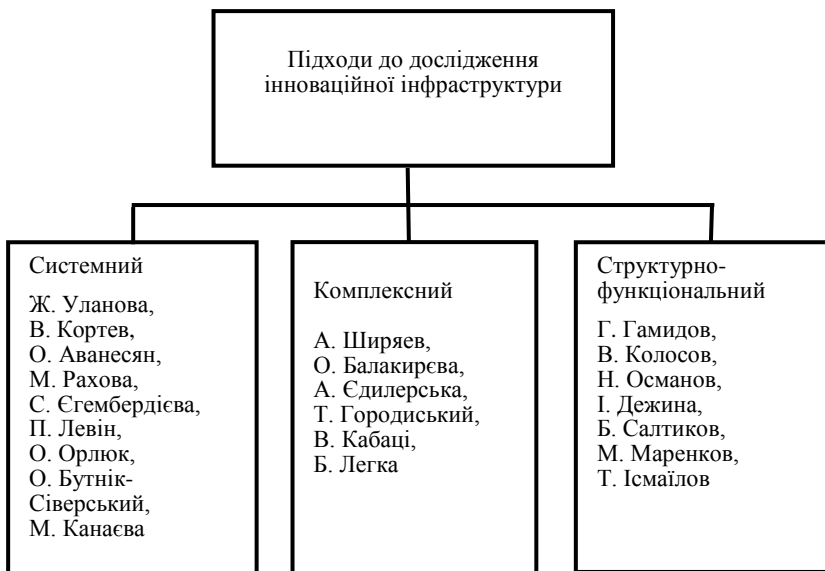 Підходи до дослідження
інноваційної інфраструктури
Системний
Ж. Уланова,
В. Кортев,
О. Аванесян,
М. Рахова,
С. Єгембердієва,
П. Левін,
О. Орлюк,
О. Бутнік-
Сіверський,
М. Канаєва
Комплексний
А. Ширяев,
О. Балакирєва,
А. Єдилерська,
Т. Городиський,
В. Кабаці,
Б. Легка
Структурно-
функціональний
Г. Гамидов,
В. Колосов,
Н. Османов,
І. Дежина,
Б. Салтиков,
М. Маренков,
Т. Ісмаїлов